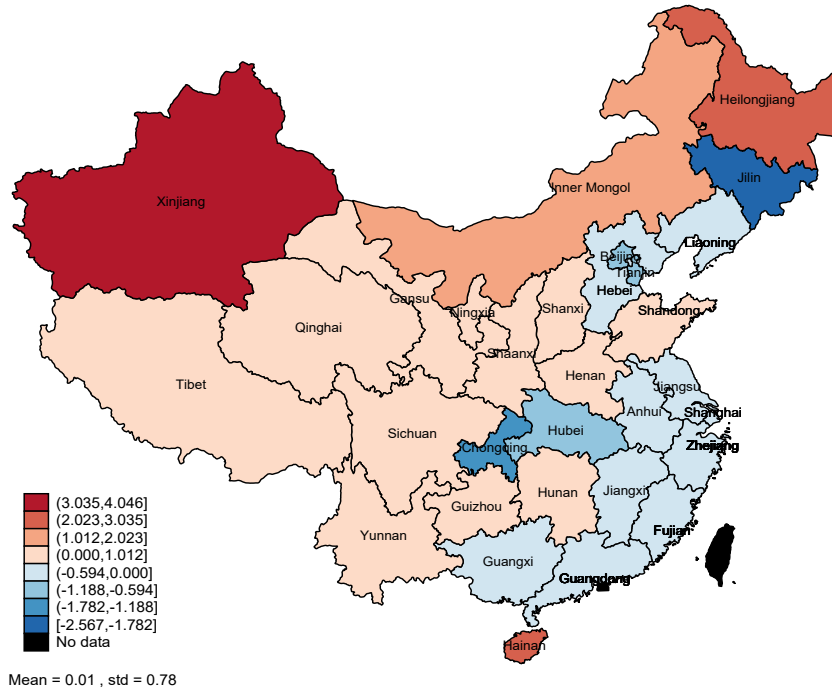 Heilongjiang
Jilin
Inner Mongol
Xinjiang
Liaoning
Beijing
Tianjin
Hebei
Gansu
Ningxia
Shanxi
Shandong
Qinghai
Shaanxi
Henan
Tibet
Jiangsu
Anhui
Shanghai
Sichuan
Hubei
Chongqing
Zhejiang
Jiangxi
Hunan
Guizhou
Yunnan
Fujian
Guangxi
Guangdong
Hainan
(3.035,4.046]
(2.023,3.035]
(1.012,2.023]
(0.000,1.012]
(-0.594,0.000]
(-1.188,-0.594]
(-1.782,-1.188]
[-2.567,-1.782]
No data
Mean = 0.01 , std = 0.78